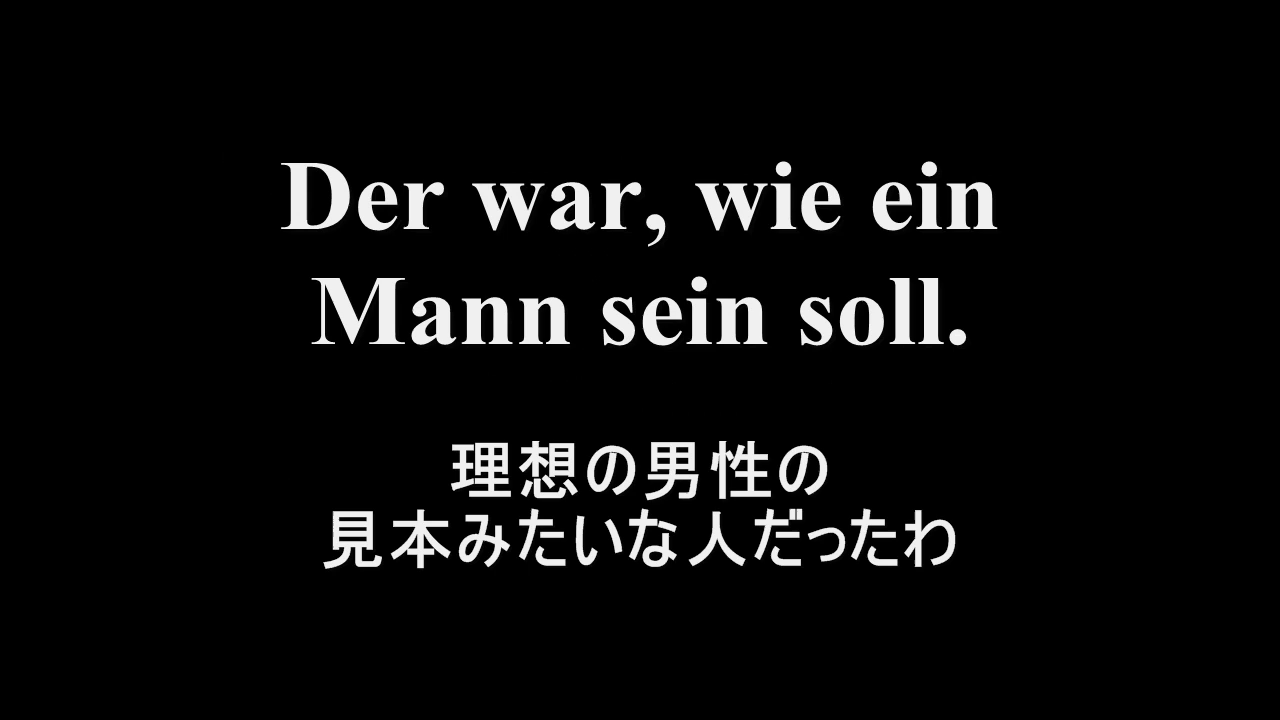 Der war, wie ein
Mann sein soll.
理想の男性の
見本みたいな人だったわ